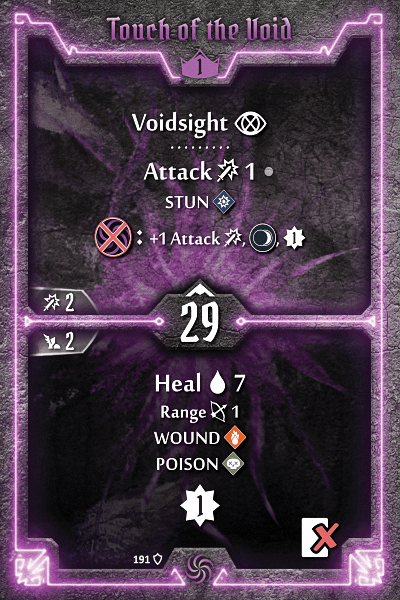 Touch of the Void
1
Voidsight
Attack 1
STUN
: +1 Attack , , 1
2
29
2
Heal 7
Range 1
WOUND
POISON
1
191